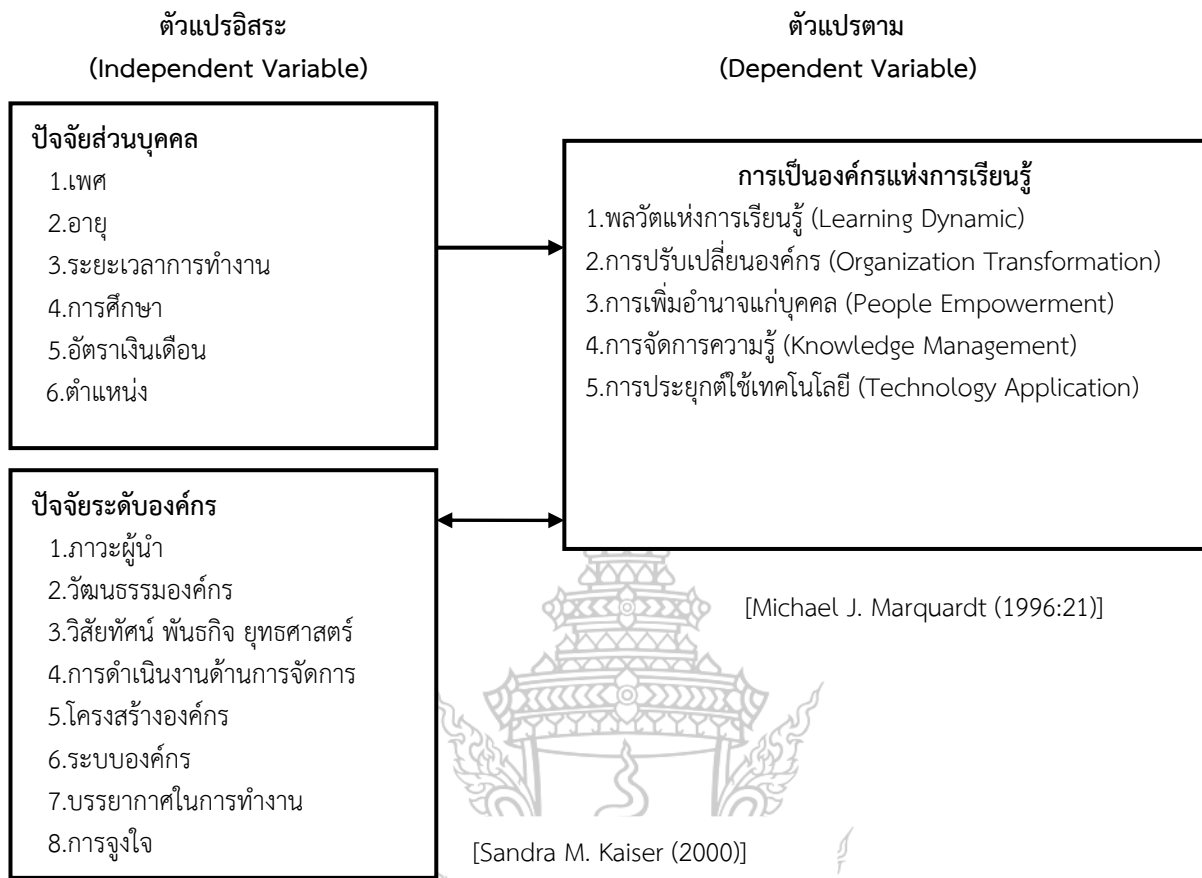 ตัวแปรอิสระ
(Independent Variable)
ตัวแปรตาม
(Dependent Variable)
ปัจจัยส่วนบุคคล
1.เพศ
2.อายุ
3.ระยะเวลาการทำงาน
4.การศึกษา
5.อัตราเงินเดือน
6.ตำแหน่ง
การเป็นองค์กรแห่งการเรียนรู้
1.พลวัตแห่งการเรียนรู้ (Learning Dynamic)
2.การปรับเปลี่ยนองค์กร (Organization Transformation)
3.การเพิ่มอำนาจแก่บุคคล (People Empowerment)
4.การจัดการความรู้ (Knowledge Management)
5.การประยุกต์ใช้เทคโนโลยี (Technology Application)
[Michael J. Marquardt (1996:21)]
ปัจจัยระดับองค์กร
1.ภาวะผู้นำ
2.วัฒนธรรมองค์กร
3.วิสัยทัศน์ พันธกิจ ยุทธศาสตร์
4.การดำเนินงานด้านการจัดการ
5.โครงสร้างองค์กร
6.ระบบองค์กร
7.บรรยากาศในการทำงาน
8.การจูงใจ
[Sandra M. Kaiser (2000)]